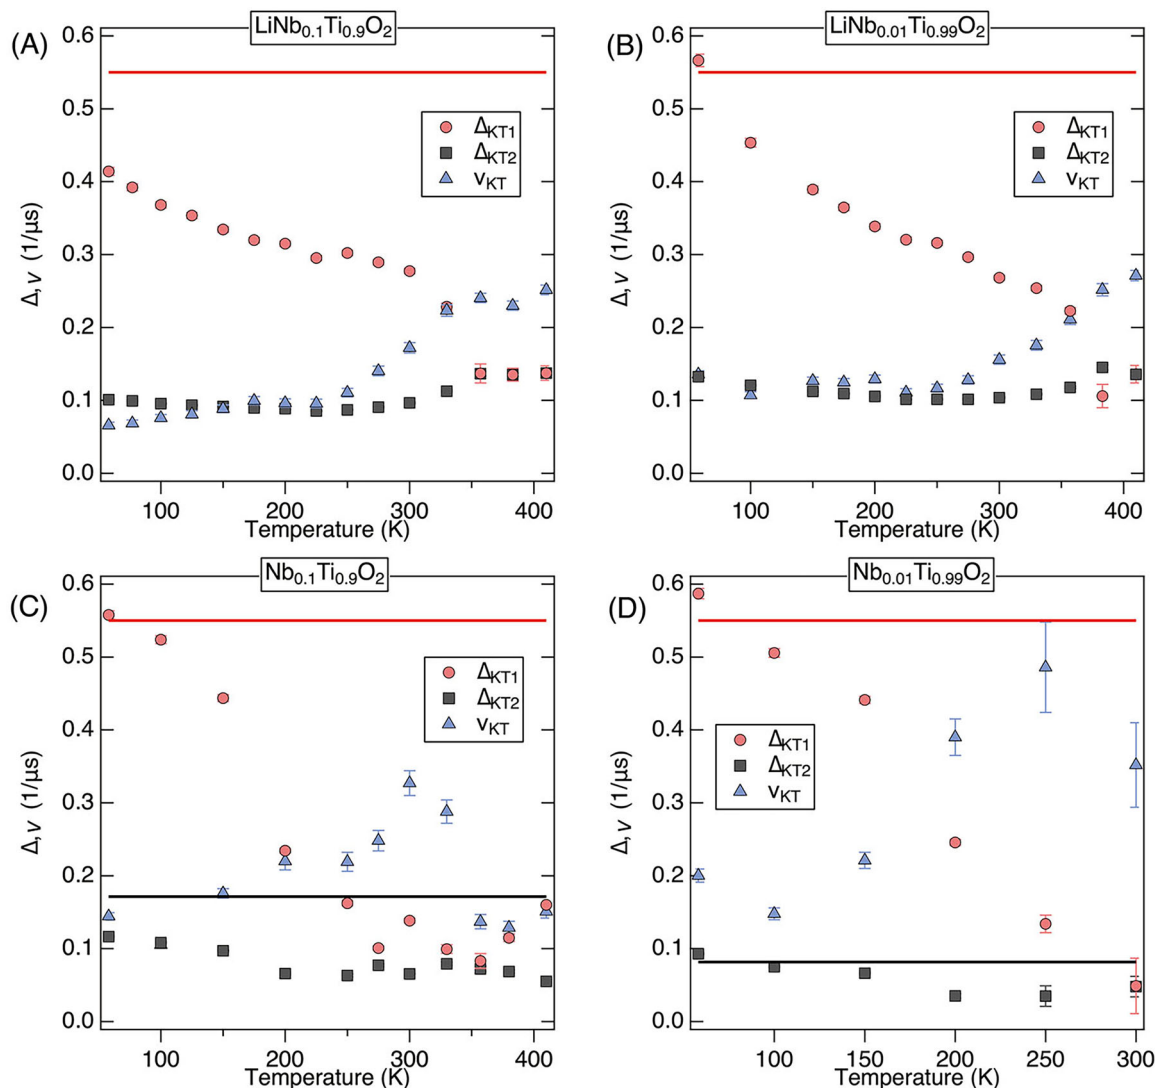 (A)
LiNb0.1Ti0.9O2
0.6
0.5
0.4
0.3
0.2
0.1
0.0
Δ, ν (1/μs)
ΔKT1
ΔKT2
νKT
100
200
300
400
Temperature (K)
(B)
LiNb0.01Ti0.99O2
0.6
0.5
0.4
0.3
0.2
0.1
0.0
Δ, ν (1/μs)
ΔKT1
ΔKT2
νKT
100
200
300
400
Temperature (K)
(C)
Nb0.1Ti0.9O2
0.6
0.5
0.4
0.3
0.2
0.1
0.0
Δ, ν (1/μs)
ΔKT1
ΔKT2
νKT
100
200
300
400
Temperature (K)
(D)
Nb0.01Ti0.99O2
0.6
0.5
0.4
0.3
0.2
0.1
0.0
Δ, ν (1/μs)
ΔKT1
ΔKT2
νKT
100
150
200
250
300
Temperature (K)